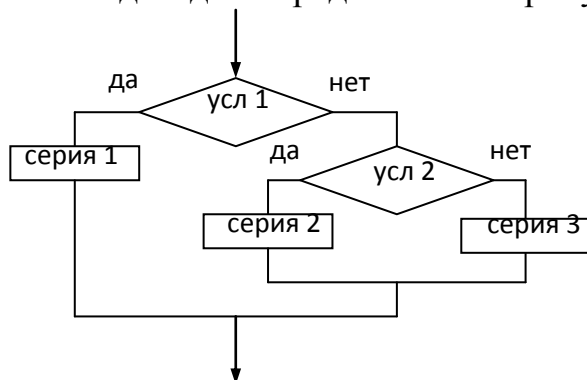 да
нет
усл 1
серия 1
да
нет
усл 2
серия 2
серия 3